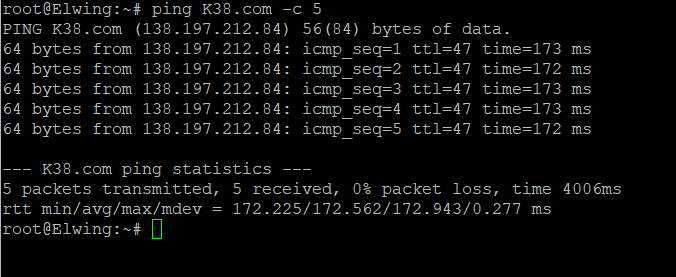 root@Elwing:~# ping K38.com -c 5
PING K38.com (138.197.212.84) 56(84) bytes of data.
64 bytes from 138.197.212.84: icmp_seq=1 ttl=47 time=173 ms
64 bytes from 138.197.212.84: icmp_seq=2 ttl=47 time=172 ms
64 bytes from 138.197.212.84: icmp_seq=3 ttl=47 time=173 ms
64 bytes from 138.197.212.84: icmp_seq=4 ttl=47 time=173 ms
64 bytes from 138.197.212.84: icmp_seq=5 ttl=47 time=172 ms

--- K38.com ping statistics ---
5 packets transmitted, 5 received, 0% packet loss, time 4006ms
rtt min/avg/max/mdev = 172.225/172.562/172.943/0.277 ms
root@Elwing:~#